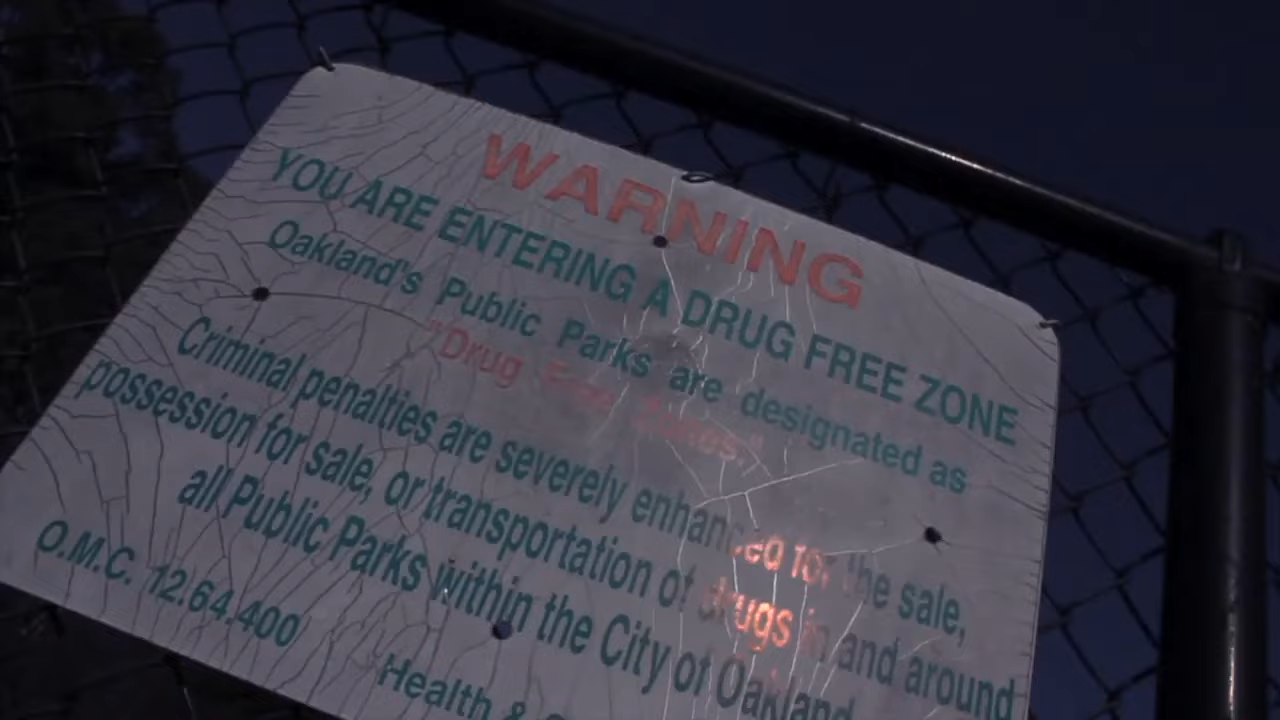 WARNING
YOU ARE ENTERING A DRUG FREE ZONE
Oakland's Public Parks are designated as
"Drug Free Zones."
Criminal penalties are severely enhanced for the sale,
possession for sale, or transportation of drugs in and around
all Public Parks within the City of Oakland
O.M.C. 12.64.400
Health &